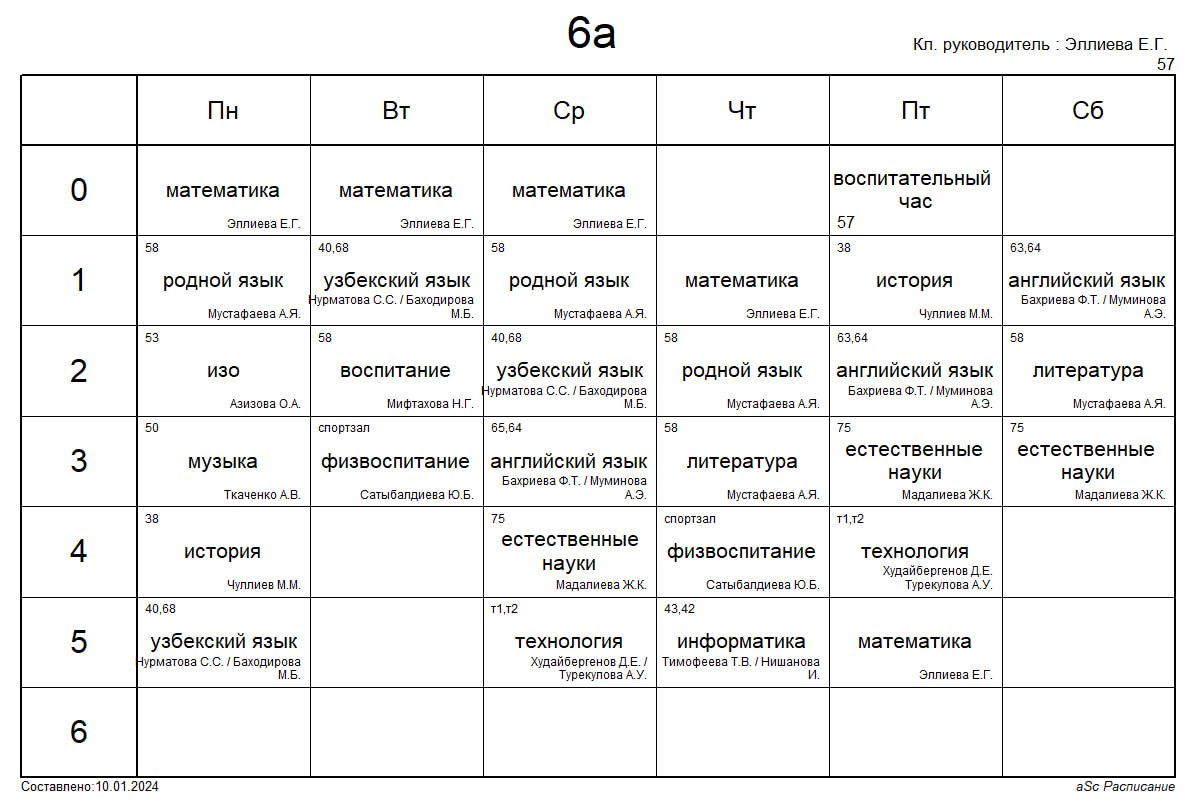 6а
Кл. руководитель : Эллиева Е.Г.
57
Пн Вт Ср Чт Пт Сб
0
математика
Эллиева Е.Г.
математика
Эллиева Е.Г.
математика
Эллиева Е.Г.
воспитательный
час
57
1
58
родной язык
Мустафаева А.Я.
40,68
узбекский язык
Нурматова С.С. / Баходирова
М.Б.
58
родной язык
Мустафаева А.Я.
математика
Эллиева Е.Г.
38
история
Чуллиев М.М.
63,64
английский язык
Бахриева Ф.Т. / Муминова
А.Э.
2
53
изо
Азизова О.А.
58
воспитание
Мифтахова Н.Г.
40,68
узбекский язык
Нурматова С.С. / Баходирова
М.Б.
58
родной язык
Мустафаева А.Я.
63,64
английский язык
Бахриева Ф.Т. / Муминова
А.Э.
58
литература
Мустафаева А.Я.
3
50
музыка
Ткаченко А.В.
спортзал
физвоспитание
Сатыбалдиева Ю.Б.
65,64
английский язык
Бахриева Ф.Т. / Муминова
А.Э.
58
литература
Мустафаева А.Я.
75
естественные
науки
Мадалиева Ж.К.
75
естественные
науки
Мадалиева Ж.К.
4
38
история
Чуллиев М.М.
75
естественные
науки
Мадалиева Ж.К.
спортзал
физвоспитание
Сатыбалдиева Ю.Б.
т1,т2
технология
Худайбергенов Д.Е.
Турекулова А.У.
5
40,68
узбекский язык
Нурматова С.С. / Баходирова
М.Б.
т1,т2
технология
Худайбергенов Д.Е. /
Турекулова А.У.
43,42
информатика
Тимофеева Т.В. / Нишанова
И.
математика
Эллиева Е.Г.
6
Составлено:10.01.2024
aSc Расписание